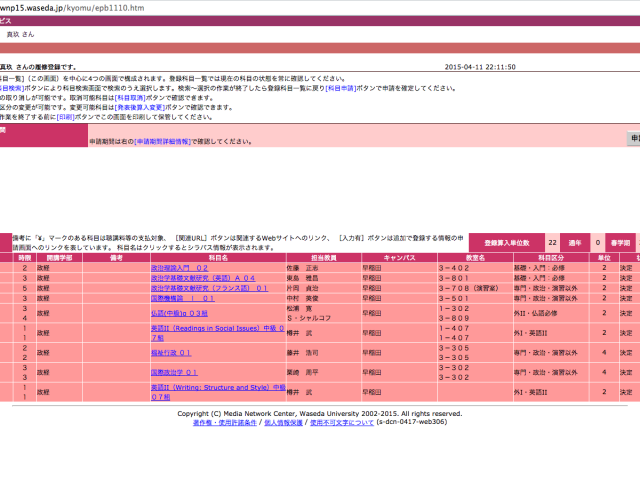 wnp15.waseda.jp/kyomu/epb1110.htm
ビス
真玖 さん
真玖 さんの履修登録です。 2015-04-11 22:11:50
科目一覧］（この画面）を中心に4つの画面で構成されます。登録科目一覧では現在の科目の状態を常に確認してください。
科目検索]ボタンにより科目検索画面で検索のうえ選択します。検索～選択の作業が終了したら登録科目一覧に戻り[科目申請]ボタンで申請を確定してください。
の取り消しが可能です。取消可能科目は[科目取消]ボタンで確認できます。
区分の変更が可能です。変更可能科目は[発表後算入変更]ボタンで確認できます。
作業を終了する前に[印刷]ボタンでこの画面を印刷して保管してください。
間
申請期間は右の[申請期間詳細情報]で確認してください。
申
備考に「¥」マークのある科目は聴講料等の支払対象、 ［関連URL］ボタンは関連するWebサイトへのリンク、 ［入力有］ボタンは追加で登録する情報の申
請画面へのリンクを表しています。 科目名はクリックするとシラバス情報が表示されます。
登録算入単位数 22 通年 0 春学期
時限 開講学部 備考 科目名 担当教員 キャンパス 教室名 科目区分 単位 状
2 政経 政治理論入門 ０２ 佐藤 正志 早稲田 ３－４０２ 基礎・入門：必修 2 決定
3 政経 政治学基礎文献研究（英語）Ａ ０４ 東島 雅昌 早稲田 ３－８０１ 基礎・入門：必修 2 決定
5 政経 政治学基礎文献研究（フランス語） ０１ 片岡 貞治 早稲田 ３－７０８（演習室） 専門・政治・演習以外 2 決定
3 政経 国際機構論 Ｉ ０１ 中村 英俊 早稲田 ３－５０１ 専門・政治・演習以外 2 決定
3 松浦 寛 １－３０２
政経 仏語(中級)α ０３組 早稲田 外II・仏語必修 2 決定
4 Ｓ・シャルコフ ３－８０９
1 英語II（Readings in Social Issues）中級 ０ １－４０７
政経 樽井 武 早稲田 外I・英語II 2 決定
1 ７組 １－４０７
2 ３－３０５
政経 福祉行政 ０１ 藤井 浩司 早稲田 専門・政治・演習以外 4 決定
2 ３－３０５
3 ３－３０２
政経 国際政治学 ０１ 栗崎 周平 早稲田 専門・政治・演習以外 4 決定
3 ３－３０２
1 英語II（Writing: Structure and Style）中級
政経 樽井 武 早稲田 外I・英語II 2 決定
1 ０７組
Copyright (C) Media Network Center, Waseda University 2002-2015. All rights reserved.
著作権・使用許諾条件 / 個人情報保護 / 使用不可文字について (s-dcn-0417-web306)